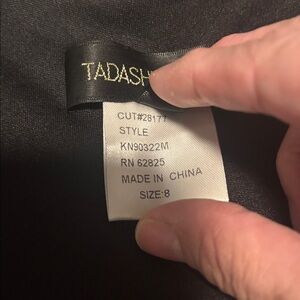 TADASH
CUT#28177
STYLE
KN90322M
RN 62825
MADE IN CHINA
SIZE:8